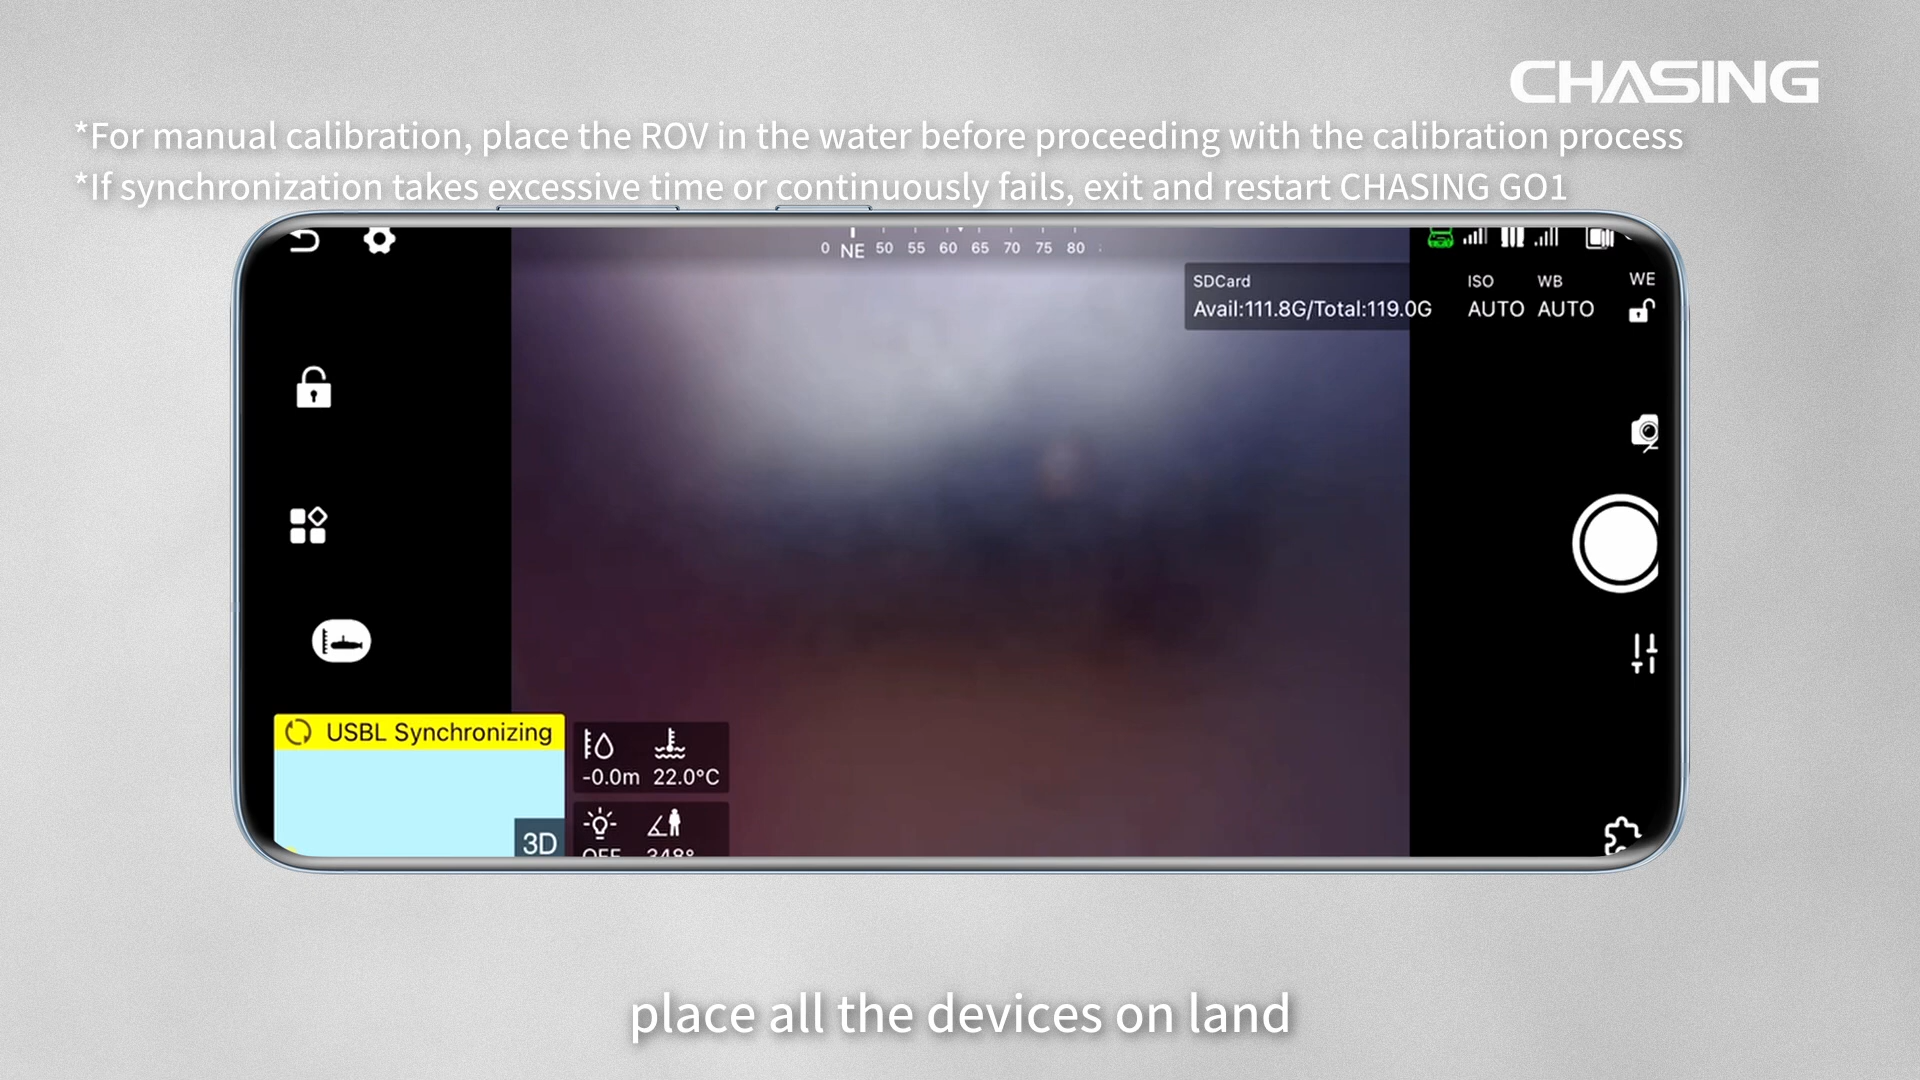 CHASING
*For manual calibration, place the ROV in the water before proceeding with the calibration process
*If synchronization takes excessive time or continuously fails, exit and restart CHASING GO1
0 NE 50 55 60 65 70 75 80
SDCard
Avail:111.8G/Total:119.0G
ISO WB WE
AUTO AUTO
USBL Synchronizing
-0.0m 22.0°C
3D
OFF 348°
place all the devices on land